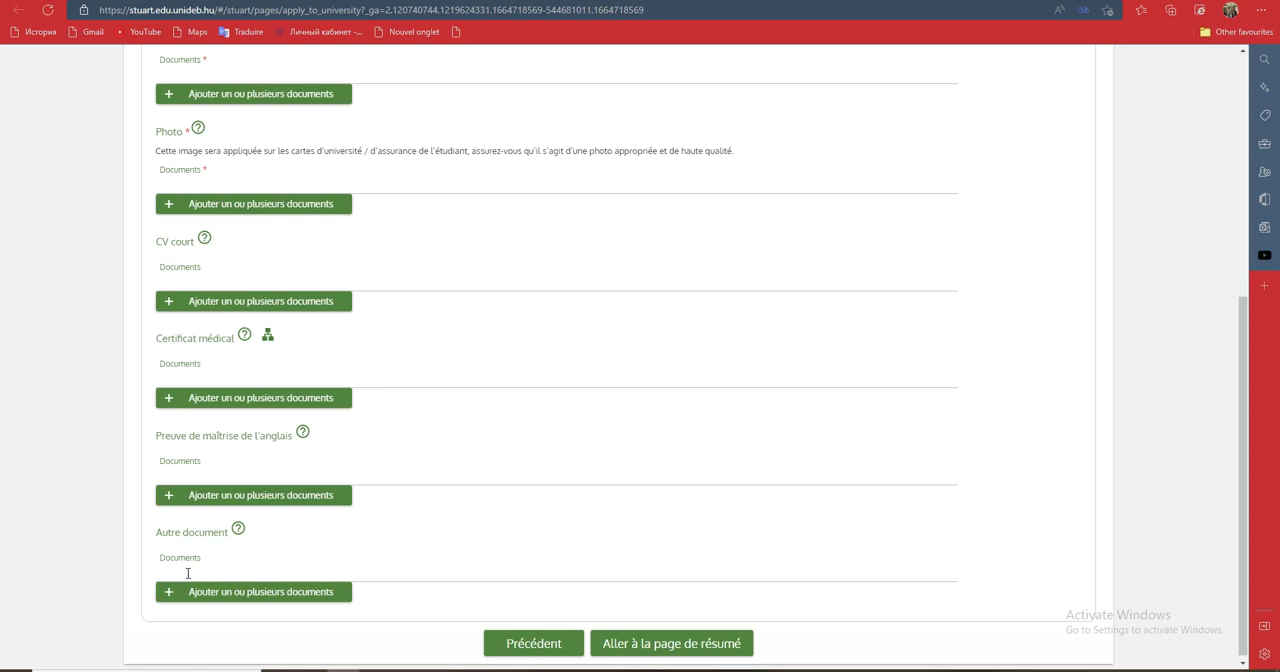 https://stuart.edu.unideb.hu/#/stuart/pages/apply_to_university?_ga=2.120740744.1219624331.1664718569-544681011.1664718569
История Gmail YouTube Maps Traduire Личный кабинет -... Nouvel onglet Other favourites
Documents *
+ Ajouter un ou plusieurs documents
Photo * ?
Cette image sera appliquée sur les cartes d'université / d'assurance de l'étudiant, assurez-vous qu'il s'agit d'une photo appropriée et de haute qualité.
Documents *
+ Ajouter un ou plusieurs documents
CV court ?
Documents
+ Ajouter un ou plusieurs documents
Certificat médical ?
Documents
+ Ajouter un ou plusieurs documents
Preuve de maîtrise de l'anglais ?
Documents
+ Ajouter un ou plusieurs documents
Autre document ?
Documents
+ Ajouter un ou plusieurs documents
Précédent Aller à la page de résumé
Activate Windows
Go to Settings to activate Windows.